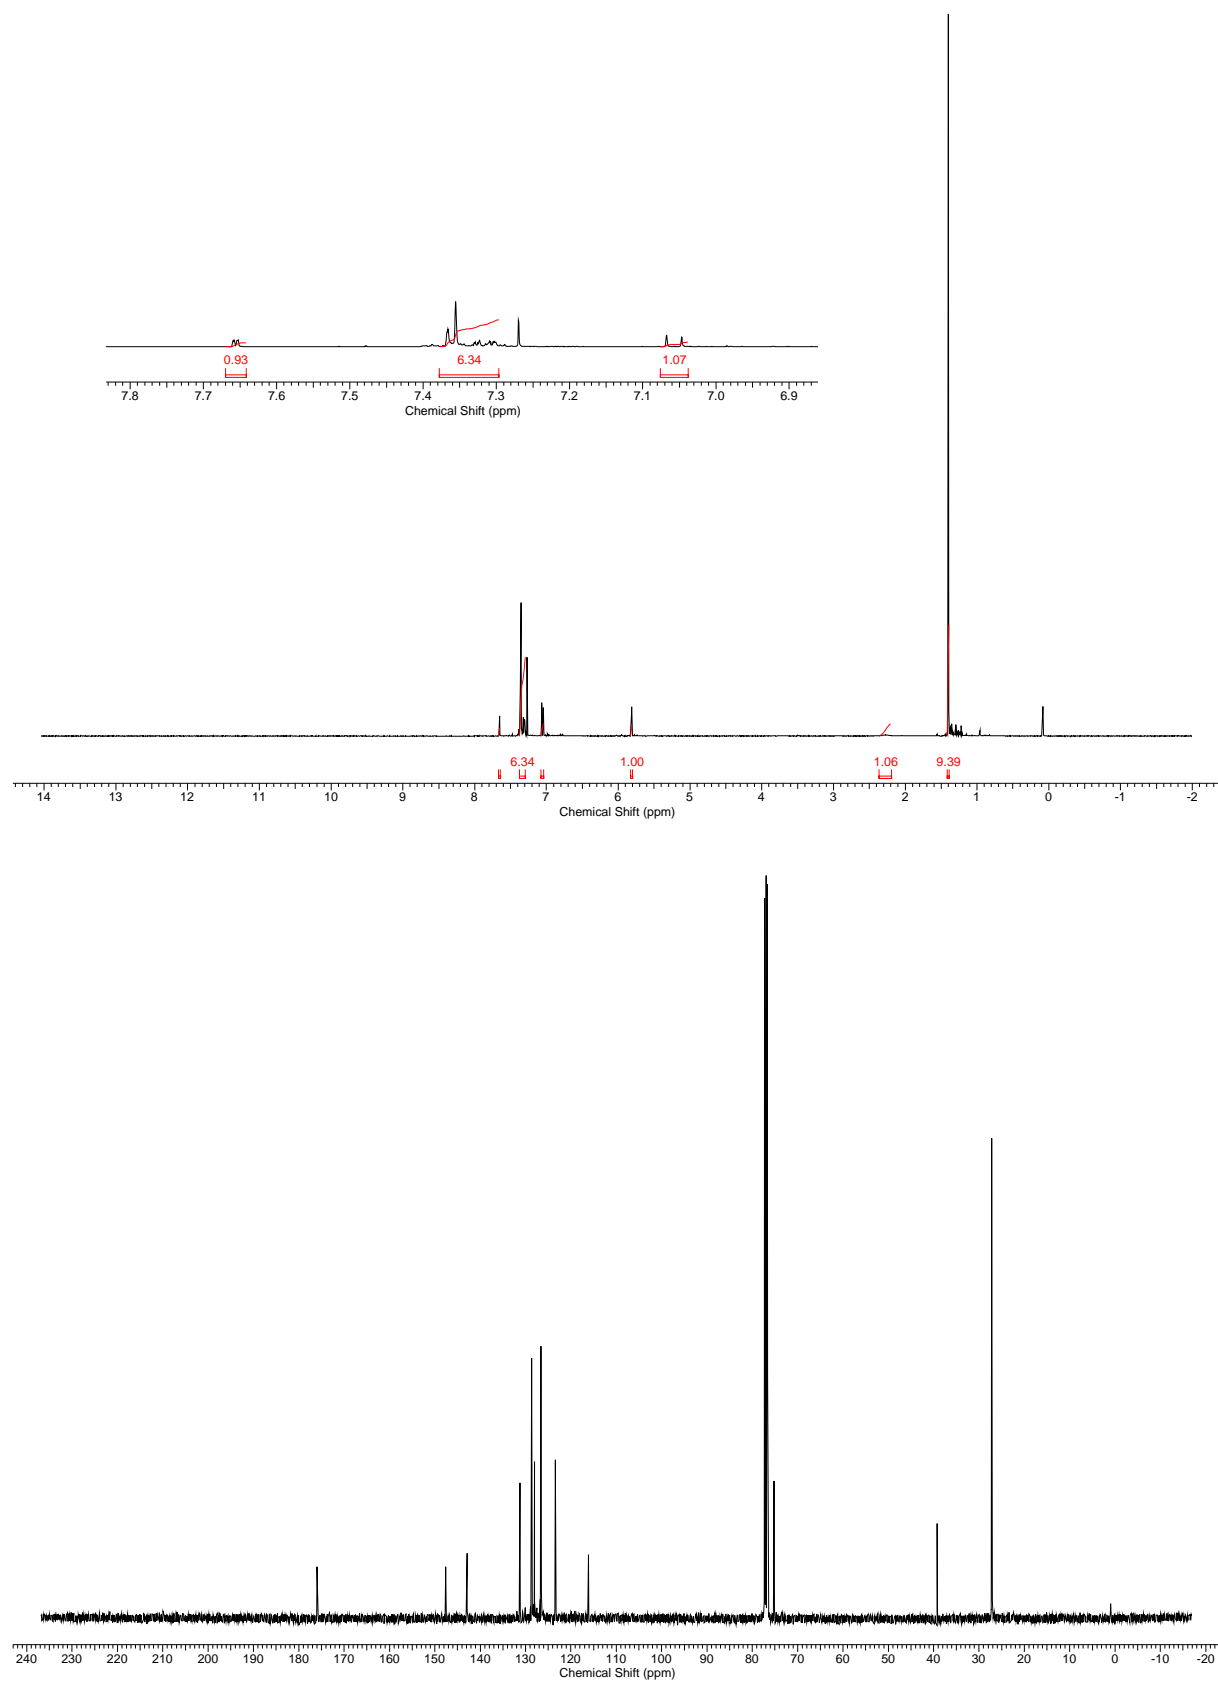 0.93 6.34 1.07
7.8 7.7 7.6 7.5 7.4 7.3 7.2 7.1 7.0 6.9
Chemical Shift (ppm)
6.34 1.00 1.06 9.39
14 13 12 11 10 9 8 7 6 5 4 3 2 1 0 -1 -2
Chemical Shift (ppm)
240 230 220 210 200 190 180 170 160 150 140 130 120 110 100 90 80 70 60 50 40 30 20 10 0 -10 -20
Chemical Shift (ppm)